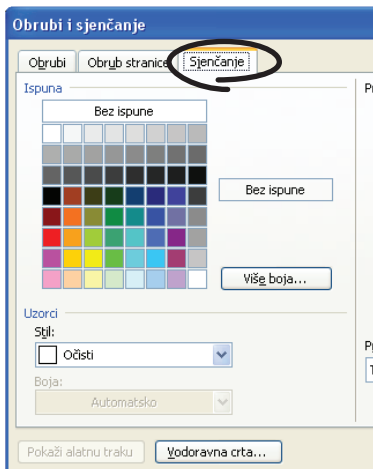 Obrubi i sjenčanje
Obrubi Obrub stranice Sjenčanje
Ispuna
Bez ispune
Bez ispune
Više boja...
Uzorci
Stil:
Očisti
Boja:
Automatsko
Pokaži alatnu traku Vodoravna crta...